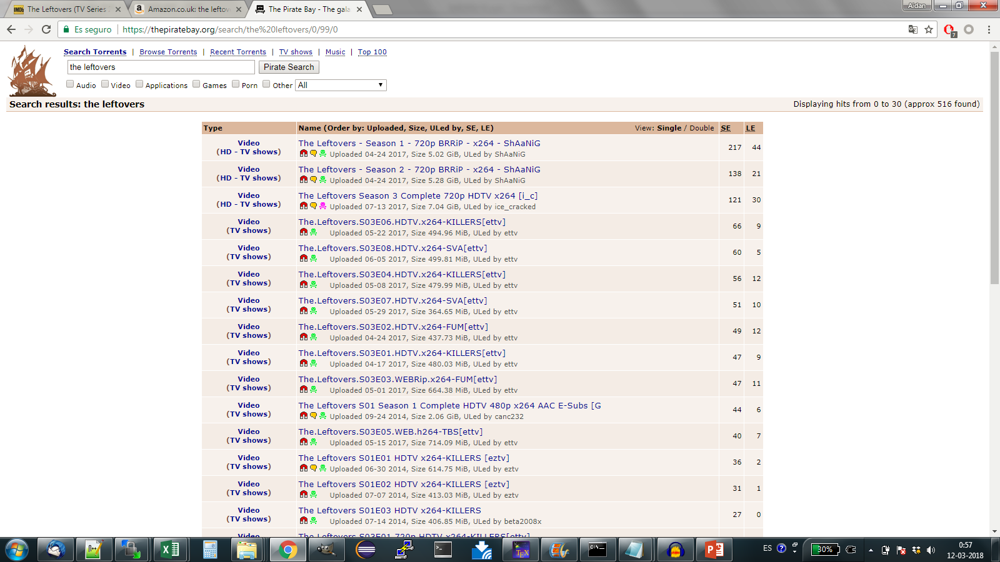 IMDb The Leftovers (TV Series
Amazon.co.uk: the leftov
The Pirate Bay - The gala
Aidan
Es seguro
https://thepiratebay.org/search/the%20leftovers/0/99/0
7
Search Torrents | Browse Torrents | Recent Torrents | TV shows | Music | Top 100
the leftovers
Pirate Search
Audio Video Applications Games Porn Other All
Search results: the leftovers
Displaying hits from 0 to 30 (approx 516 found)
Type
Name (Order by: Uploaded, Size, ULed by, SE, LE)
View: Single / Double
SE
LE
Video
(HD - TV shows)
The Leftovers - Season 1 - 720p BRRiP - x264 - ShAaNiG
Uploaded 04-24 2017, Size 5.02 GiB, ULed by ShAaNiG
217 44
Video
(HD - TV shows)
The Leftovers - Season 2 - 720p BRRiP - x264 - ShAaNiG
Uploaded 04-24 2017, Size 5.28 GiB, ULed by ShAaNiG
138 21
Video
(HD - TV shows)
The Leftovers Season 3 Complete 720p HDTV x264 [i_c]
Uploaded 07-13 2017, Size 7.04 GiB, ULed by ice_cracked
121 30
Video
(TV shows)
The.Leftovers.S03E06.HDTV.x264-KILLERS[ettv]
Uploaded 05-22 2017, Size 494.96 MiB, ULed by ettv
66 9
Video
(TV shows)
The.Leftovers.S03E08.HDTV.x264-SVA[ettv]
Uploaded 06-05 2017, Size 499.81 MiB, ULed by ettv
60 5
Video
(TV shows)
The.Leftovers.S03E04.HDTV.x264-KILLERS[ettv]
Uploaded 05-08 2017, Size 479.99 MiB, ULed by ettv
56 12
Video
(TV shows)
The.Leftovers.S03E07.HDTV.x264-SVA[ettv]
Uploaded 05-29 2017, Size 364.65 MiB, ULed by ettv
51 10
Video
(TV shows)
The.Leftovers.S03E02.HDTV.x264-FUM[ettv]
Uploaded 04-24 2017, Size 437.73 MiB, ULed by ettv
49 12
Video
(TV shows)
The.Leftovers.S03E01.HDTV.x264-KILLERS[ettv]
Uploaded 04-17 2017, Size 480.03 MiB, ULed by ettv
47 9
Video
(TV shows)
The.Leftovers.S03E03.WEBRip.x264-FUM[ettv]
Uploaded 05-01 2017, Size 664.38 MiB, ULed by ettv
47 11
Video
(TV shows)
The Leftovers S01 Season 1 Complete HDTV 480p x264 AAC E-Subs [G
Uploaded 09-24 2014, Size 2.06 GiB, ULed by canc232
44 6
Video
(TV shows)
The.Leftovers.S03E05.WEB.h264-TBS[ettv]
Uploaded 05-15 2017, Size 714.09 MiB, ULed by ettv
40 7
Video
(TV shows)
The Leftovers S01E01 HDTV x264-KILLERS [eztv]
Uploaded 06-30 2014, Size 614.75 MiB, ULed by eztv
36 2
Video
(TV shows)
The Leftovers S01E02 HDTV x264-KILLERS [eztv]
Uploaded 07-07 2014, Size 413.03 MiB, ULed by eztv
31 1
Video
(TV shows)
The Leftovers S01E03 HDTV x264-KILLERS
Uploaded 07-14 2014, Size 406.85 MiB, ULed by beta2008x
27 0
Video
The Leftovers S03E01 720p HDTV x264-KILLERS[ettv]
ES
30%
0:57
12-03-2018